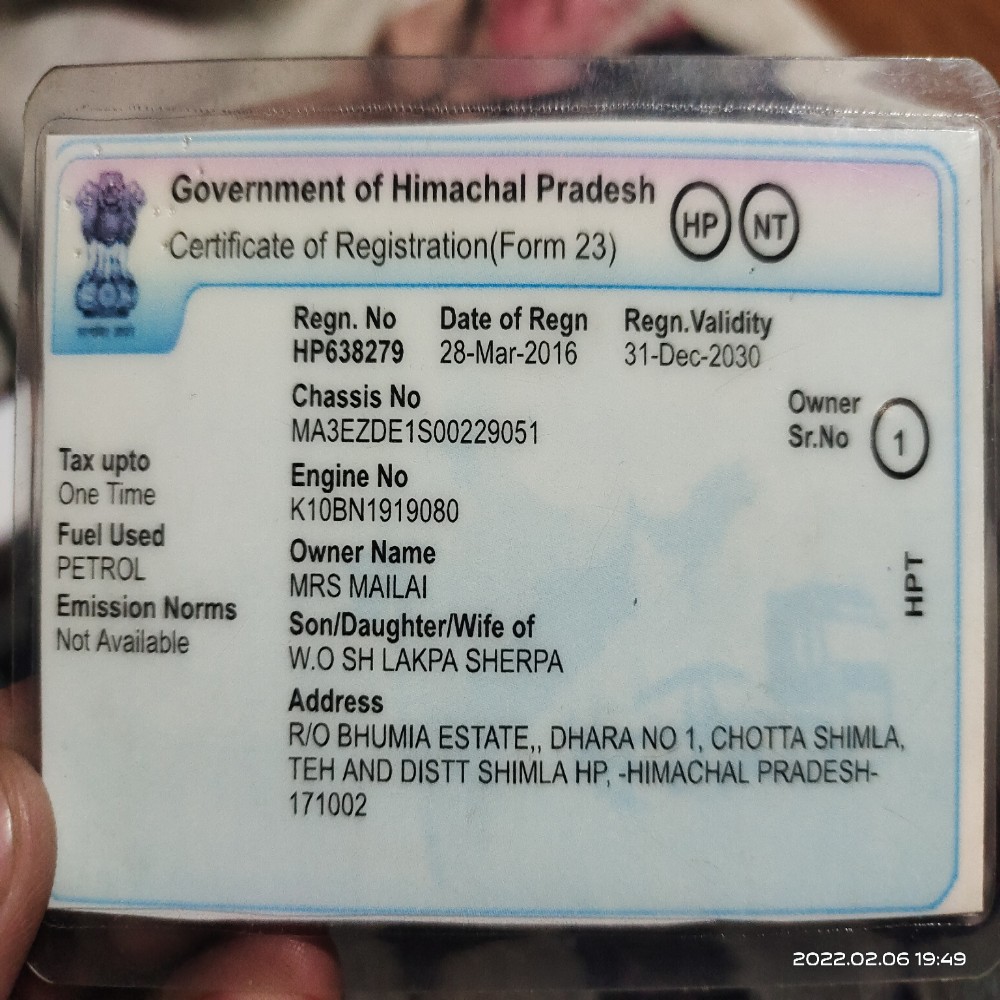 Government of Himachal Pradesh
HP NT
Certificate of Registration(Form 23)
Regn. No Date of Regn Regn.Validity
HP638279 28-Mar-2016 31-Dec-2030
Chassis No
MA3EZDE1S00229051
Owner
Sr.No 1
Tax upto
One Time
Engine No
K10BN1919080
Fuel Used
PETROL
Owner Name
MRS MAILAI
Emission Norms
Not Available
Son/Daughter/Wife of
W.O SH LAKPA SHERPA
HPT
Address
R/O BHUMIA ESTATE,, DHARA NO 1, CHOTTA SHIMLA,
TEH AND DISTT SHIMLA HP, -HIMACHAL PRADESH-
171002
2022.02.06 19:49